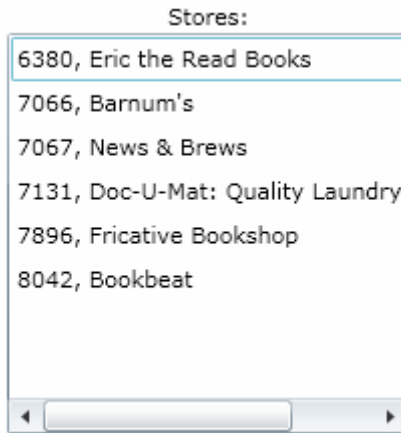 Stores:
6380, Eric the Read Books
7066, Barnum's
7067, News & Brews
7131, Doc-U-Mat: Quality Laundry
7896, Fricative Bookshop
8042, Bookbeat